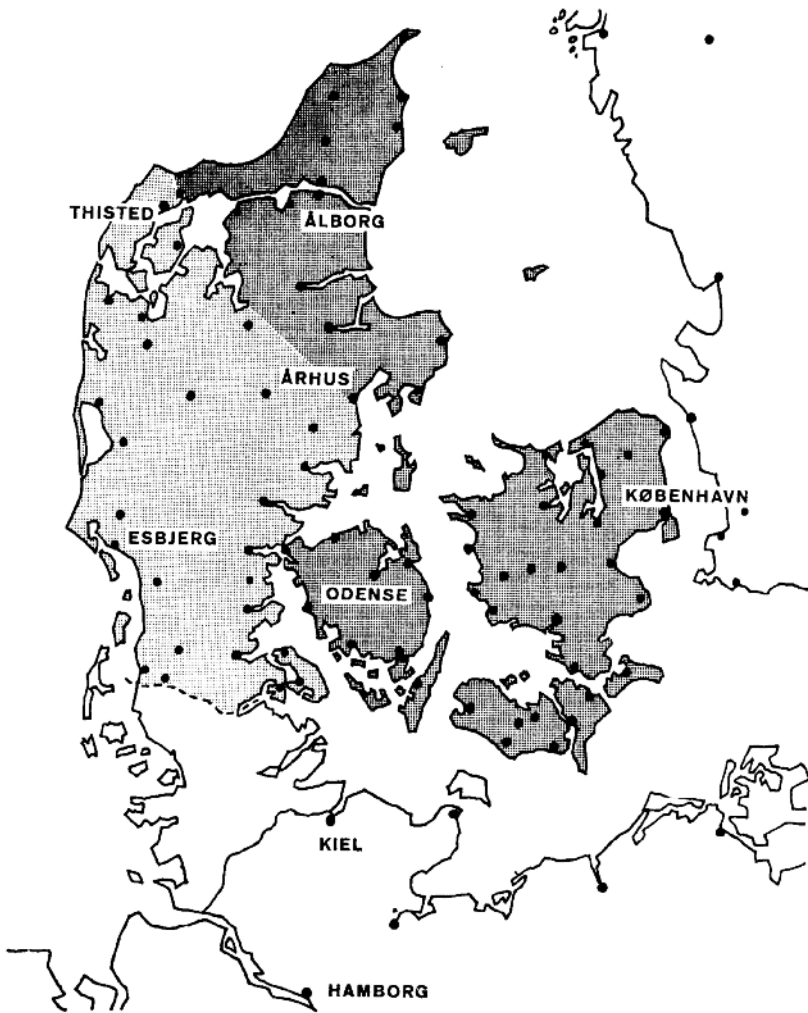 THISTED
ÅLBORG
ÅRHUS
KØBENHAVN
ESBJERG
ODENSE
KIEL
HAMBORG